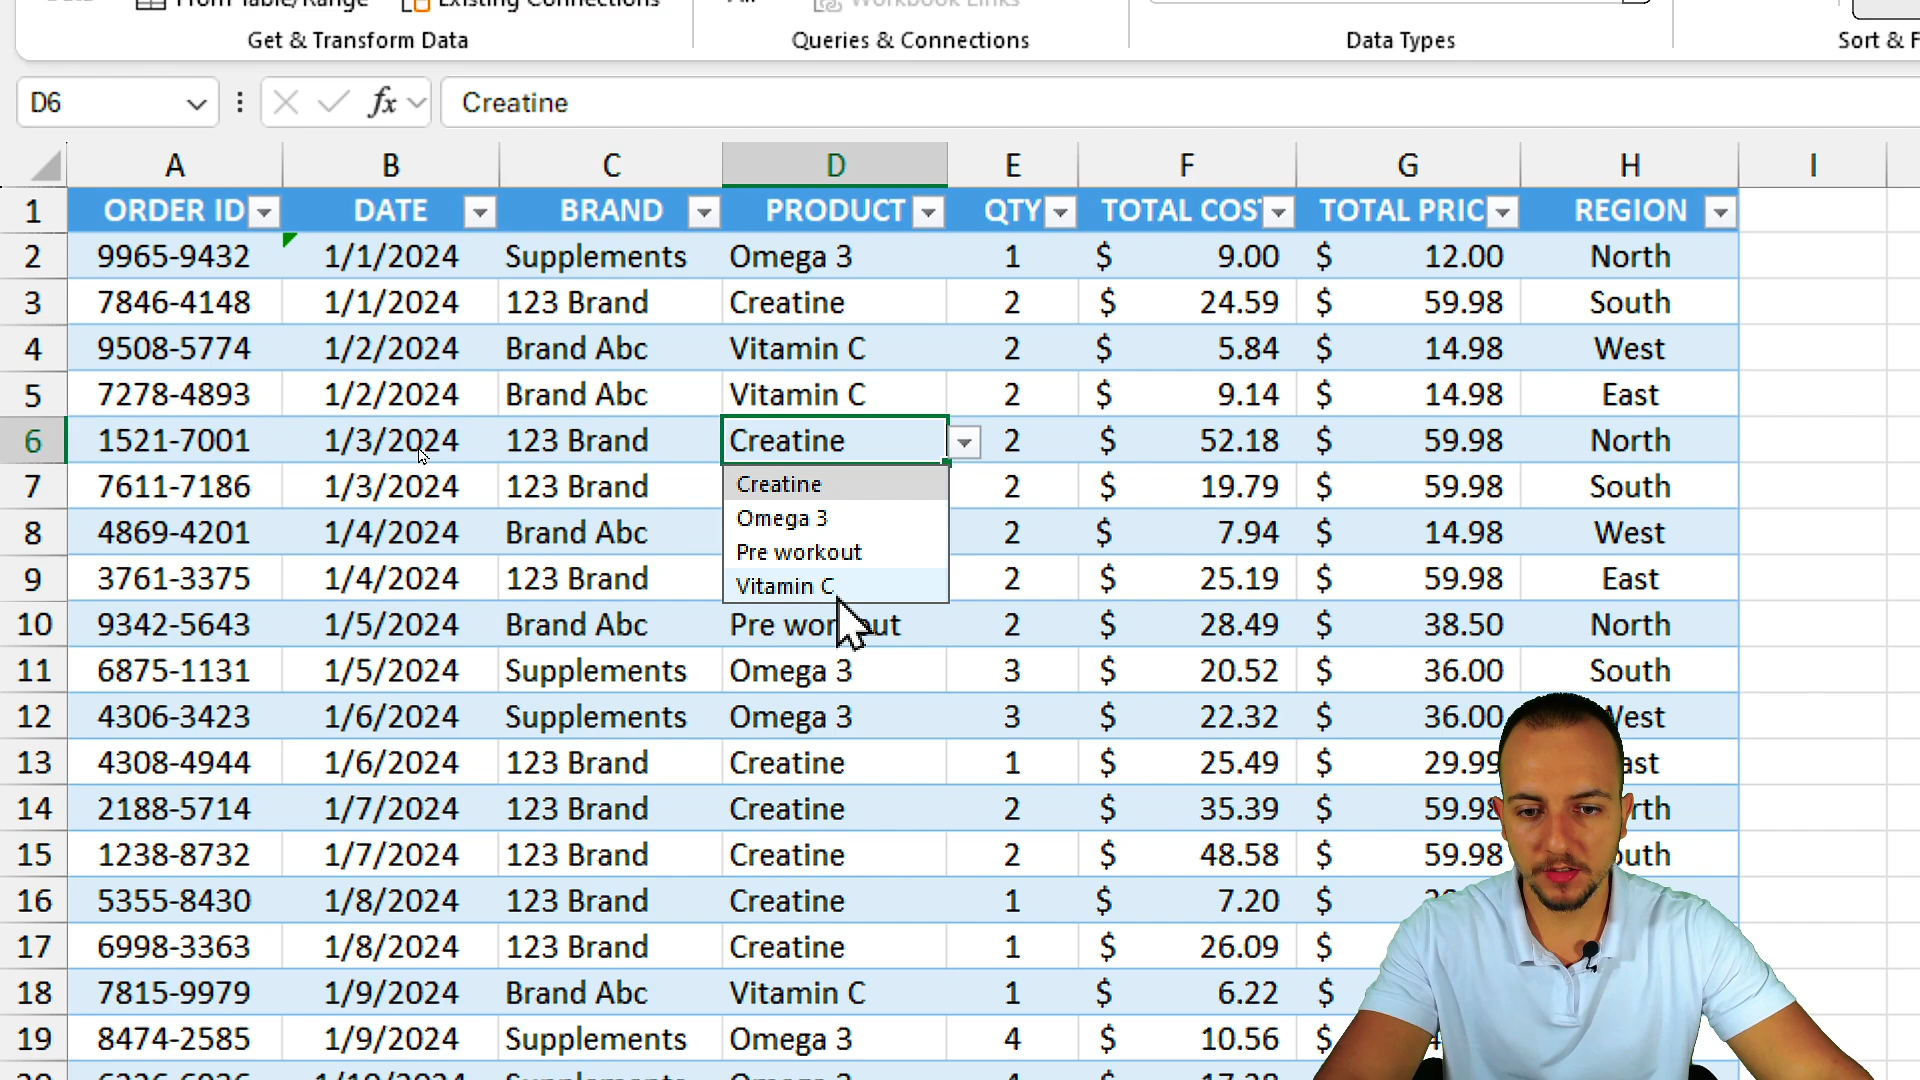 From Table/Range Existing Connections Workbook Links
Get & Transform Data Queries & Connections Data Types Sort & F
D6 fx Creatine
A B C D E F G H I
1 ORDER ID DATE BRAND PRODUCT QTY TOTAL COST TOTAL PRIC REGION
2 9965-9432 1/1/2024 Supplements Omega 3 1 $ 9.00 $ 12.00 North
3 7846-4148 1/1/2024 123 Brand Creatine 2 $ 24.59 $ 59.98 South
4 9508-5774 1/2/2024 Brand Abc Vitamin C 2 $ 5.84 $ 14.98 West
5 7278-4893 1/2/2024 Brand Abc Vitamin C 2 $ 9.14 $ 14.98 East
6 1521-7001 1/3/2024 123 Brand Creatine 2 $ 52.18 $ 59.98 North
7 7611-7186 1/3/2024 123 Brand Creatine 2 $ 19.79 $ 59.98 South
Omega 3
8 4869-4201 1/4/2024 Brand Abc Pre workout 2 $ 7.94 $ 14.98 West
9 3761-3375 1/4/2024 123 Brand Vitamin C 2 $ 25.19 $ 59.98 East
10 9342-5643 1/5/2024 Brand Abc Pre workout 2 $ 28.49 $ 38.50 North
11 6875-1131 1/5/2024 Supplements Omega 3 3 $ 20.52 $ 36.00 South
12 4306-3423 1/6/2024 Supplements Omega 3 3 $ 22.32 $ 36.00 West
13 4308-4944 1/6/2024 123 Brand Creatine 1 $ 25.49 $ 29.99 ast
14 2188-5714 1/7/2024 123 Brand Creatine 2 $ 35.39 $ 59.98 rth
15 1238-8732 1/7/2024 123 Brand Creatine 2 $ 48.58 $ 59.98 outh
16 5355-8430 1/8/2024 123 Brand Creatine 1 $ 7.20 $
17 6998-3363 1/8/2024 123 Brand Creatine 1 $ 26.09 $
18 7815-9979 1/9/2024 Brand Abc Vitamin C 1 $ 6.22 $
19 8474-2585 1/9/2024 Supplements Omega 3 4 $ 10.56 $